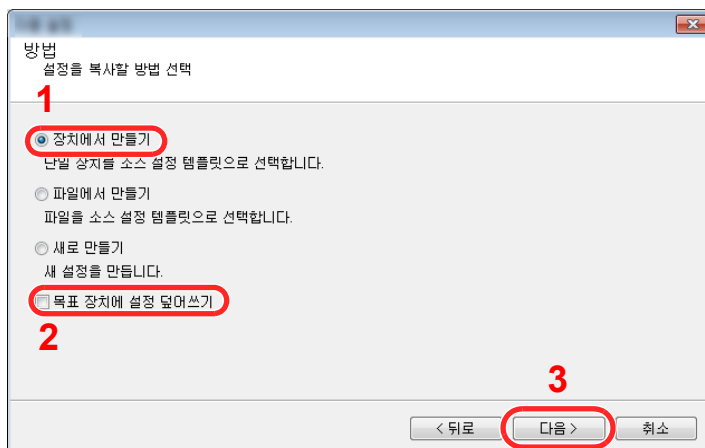 방법
설정을 복사할 방법 선택
1
장치에서 만들기
단일 장치를 소스 설정 템플릿으로 선택합니다.
파일에서 만들기
파일을 소스 설정 템플릿으로 선택합니다.
새로 만들기
새 설정을 만듭니다.
목표 장치에 설정 덮어쓰기
2
3
< 뒤로 다음 > 취소